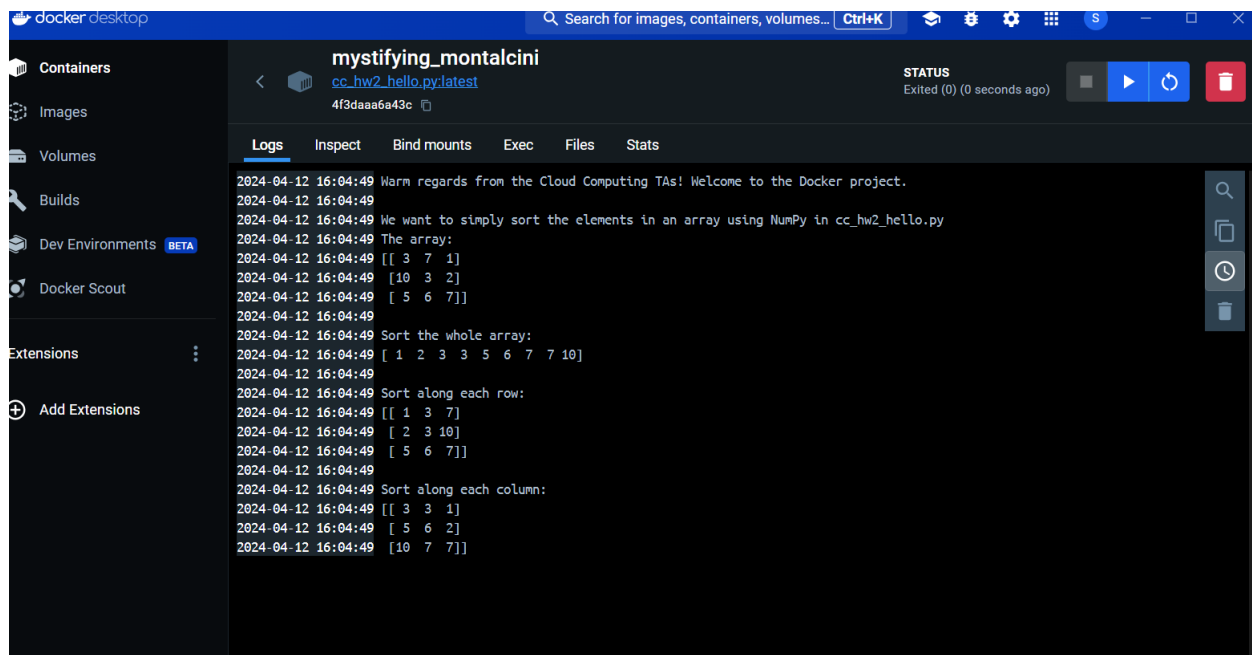 docker desktop
Search for images, containers, volumes... Ctrl+K
S
Containers
Images
Volumes
Builds
Dev Environments BETA
Docker Scout
Extensions
Add Extensions
mystifying_montalcini
cc_hw2_hello.py:latest
4f3daaa6a43c
STATUS
Exited (0) (0 seconds ago)
Logs Inspect Bind mounts Exec Files Stats
2024-04-12 16:04:49 Warm regards from the Cloud Computing TAs! Welcome to the Docker project.
2024-04-12 16:04:49
2024-04-12 16:04:49 We want to simply sort the elements in an array using NumPy in cc_hw2_hello.py
2024-04-12 16:04:49 The array:
2024-04-12 16:04:49 [[ 3 7 1]
2024-04-12 16:04:49 [10 3 2]
2024-04-12 16:04:49 [ 5 6 7]]
2024-04-12 16:04:49
2024-04-12 16:04:49 Sort the whole array:
2024-04-12 16:04:49 [ 1 2 3 3 5 6 7 7 10]
2024-04-12 16:04:49
2024-04-12 16:04:49 Sort along each row:
2024-04-12 16:04:49 [[ 1 3 7]
2024-04-12 16:04:49 [ 2 3 10]
2024-04-12 16:04:49 [ 5 6 7]]
2024-04-12 16:04:49
2024-04-12 16:04:49 Sort along each column:
2024-04-12 16:04:49 [[ 3 3 1]
2024-04-12 16:04:49 [ 5 6 2]
2024-04-12 16:04:49 [10 7 7]]